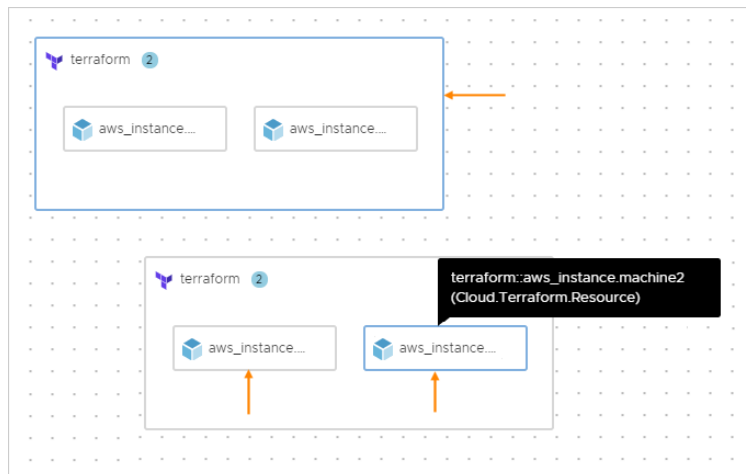 terraform 2
aws_instance....
aws_instance....
terraform 2
terraform::aws_instance.machine2
(Cloud.Terraform.Resource)
aws_instance....
aws_instance....